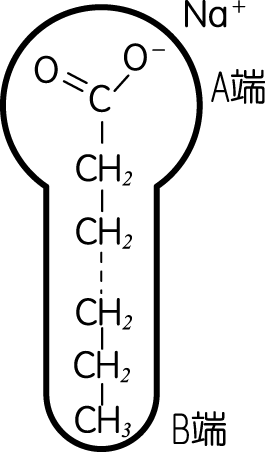 Na⁺
O O⁻
A端
C
CH₂
CH₂
CH₂
CH₂
CH₃
B端